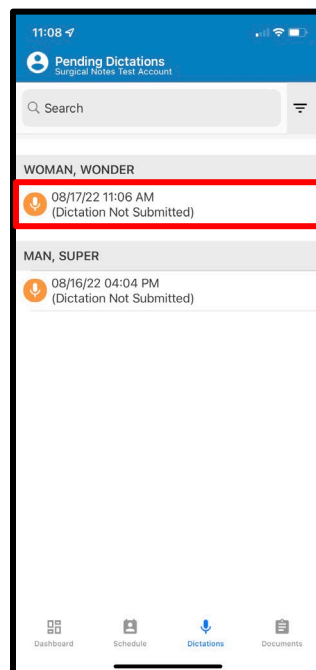 11:08
Pending Dictations
Surgical Notes Test Account
Search
WOMAN, WONDER
08/17/22 11:06 AM
(Dictation Not Submitted)
MAN, SUPER
08/16/22 04:04 PM
(Dictation Not Submitted)
Dashboard Schedule Dictations Documents